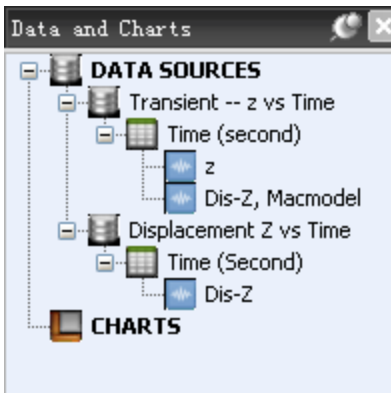 Data and Charts
DATA SOURCES
Transient -- z vs Time
Time (second)
z
Dis-Z, Macmodel
Displacement Z vs Time
Time (Second)
Dis-Z
CHARTS